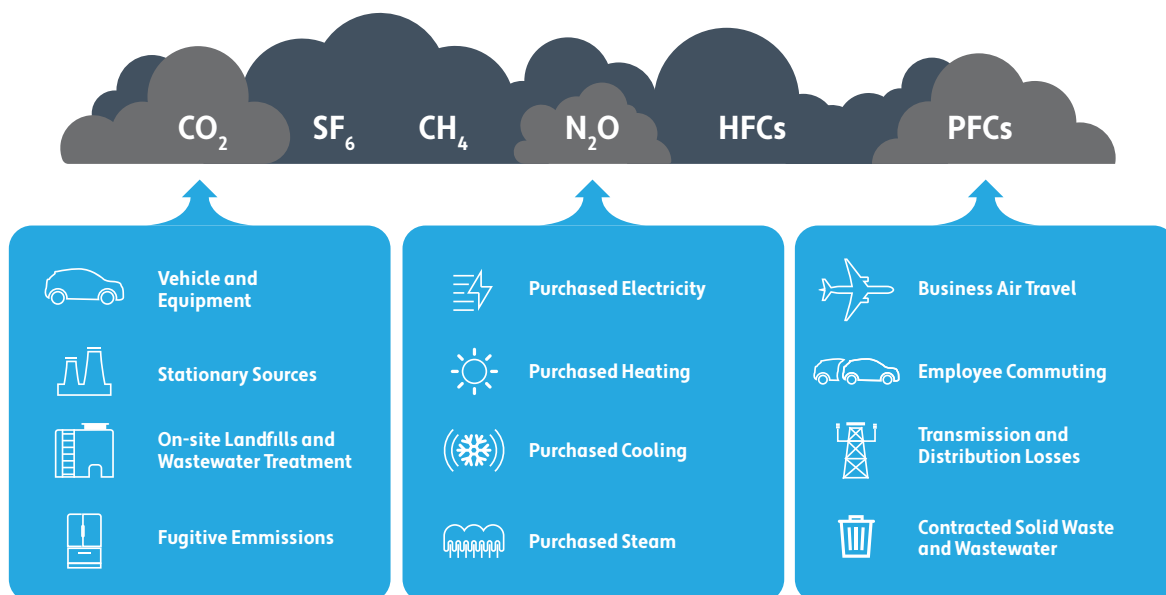 CO₂ SF₆ CH₄ N₂O HFCs PFCs
Vehicle and
Equipment
Stationary Sources
On-site Landfills and
Wastewater Treatment
Fugitive Emmissions
Purchased Electricity
Purchased Heating
Purchased Cooling
Purchased Steam
Business Air Travel
Employee Commuting
Transmission and
Distribution Losses
Contracted Solid Waste
and Wastewater